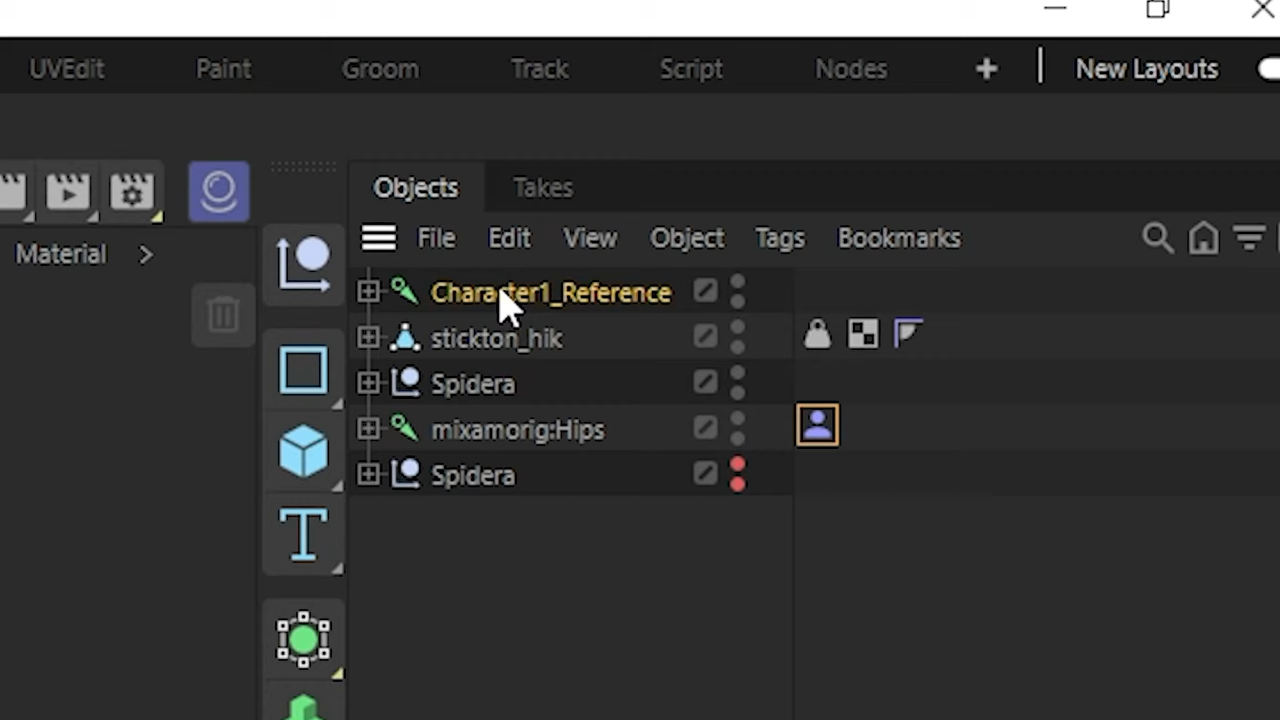 UVEdit Paint Groom Track Script Nodes + New Layouts
Objects Takes
Material >
File Edit View Object Tags Bookmarks
Character1_Reference
stickton_hik
Spidera
mixamorig:Hips
Spidera